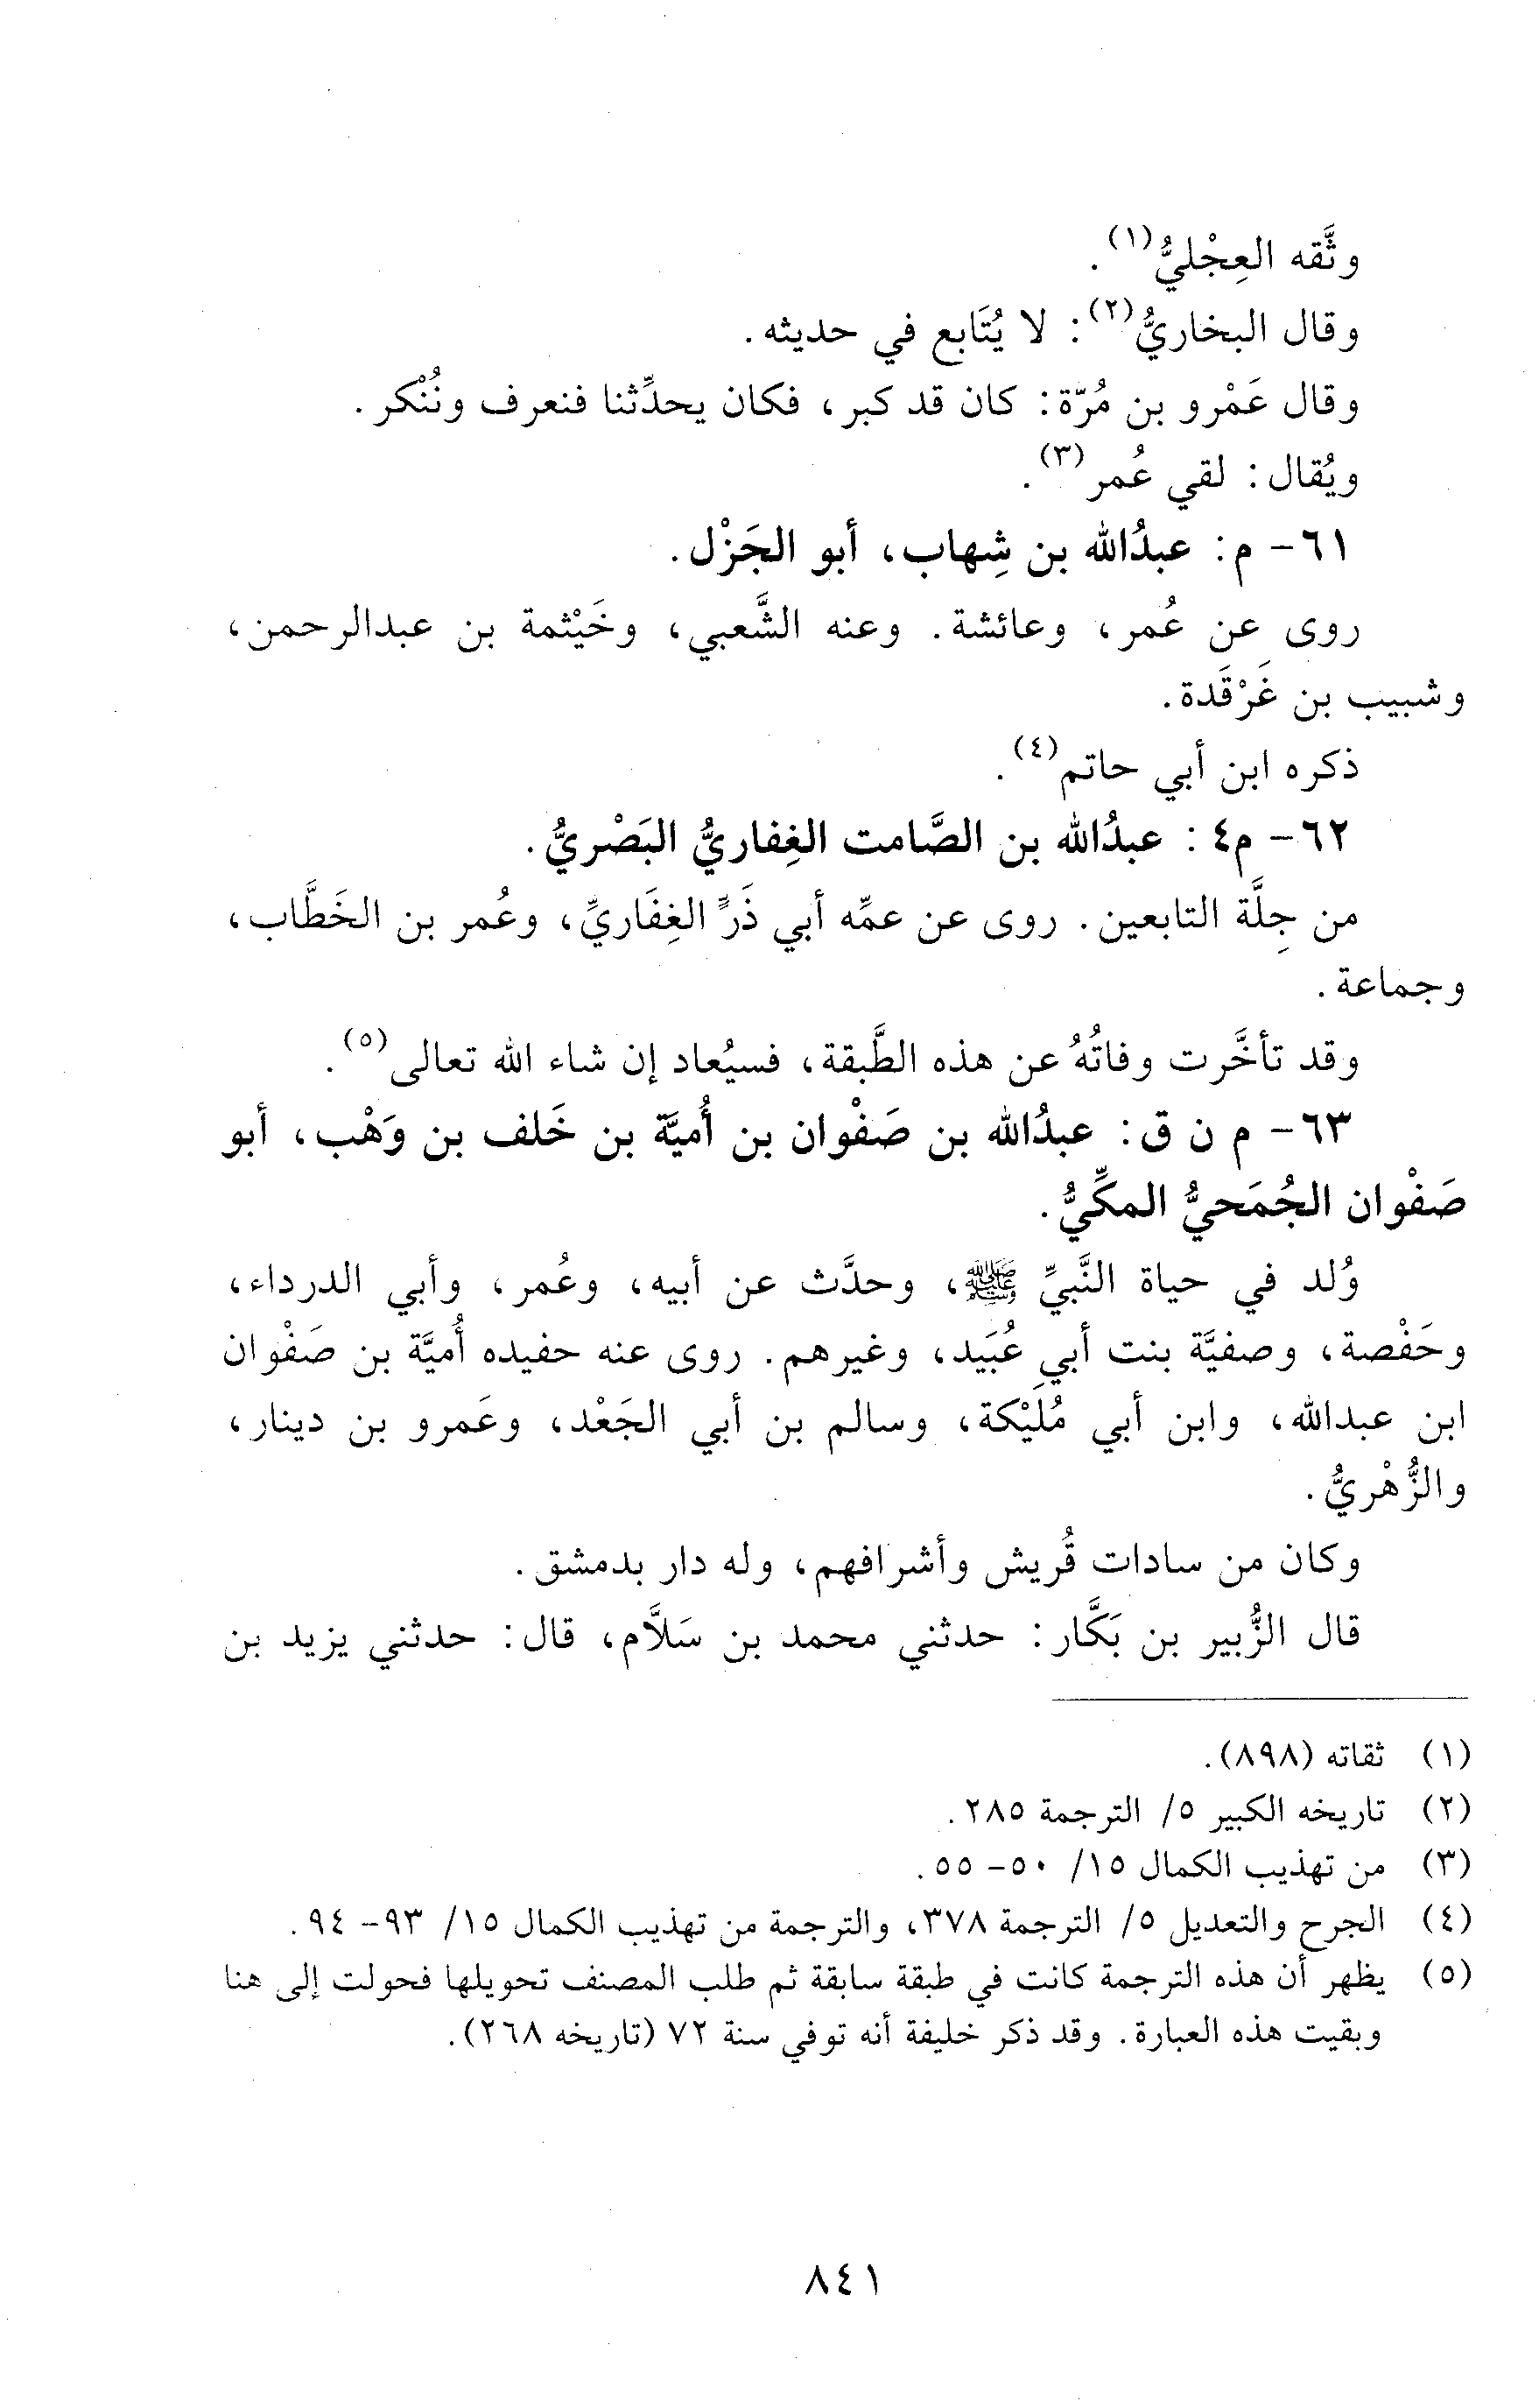 وثَّقه العِجْليُّ(١).
وقال البخاريُّ(٢): لا يُتَابع في حديثه.
وقال عَمْرو بن مُرّة: كان قد كبر، فكان يحدِّثنا فنعرف ونُنْكر.
ويُقال: لقي عُمر(٣).
٦١- م: عبدُالله بن شِهاب، أبو الجَزْل.
روى عن عُمر، وعائشة. وعنه الشَّعبي، وخَيْثمة بن عبدالرحمن،
وشبيب بن غَرْقَدة.
ذكره ابن أبي حاتم(٤).
٦٢- م٤: عبدُالله بن الصَّامت الغِفاريُّ البَصْريُّ.
من جِلَّة التابعين. روى عن عمِّه أبي ذَرٍّ الغِفَاريِّ، وعُمر بن الخَطَّاب،
وجماعة.
وقد تأخَّرت وفاتُهُ عن هذه الطَّبقة، فسيُعاد إن شاء الله تعالى(٥).
٦٣- م ن ق: عبدُالله بن صَفْوان بن أُميَّة بن خَلف بن وَهْب، أبو
صَفْوان الجُمَحيُّ المكِّيُّ.
وُلد في حياة النَّبيِّ ﷺ، وحدَّث عن أبيه، وعُمر، وأبي الدرداء،
وحَفْصة، وصفيَّة بنت أبي عُبَيد، وغيرهم. روى عنه حفيده أُميَّة بن صَفْوان
ابن عبدالله، وابن أبي مُلَيْكة، وسالم بن أبي الجَعْد، وعَمرو بن دينار،
والزُّهْريُّ.
وكان من سادات قُريش وأشرافهم، وله دار بدمشق.
قال الزُّبير بن بَكَّار: حدثني محمد بن سَلاَّم، قال: حدثني يزيد بن
(١) ثقاته (٨٩٨).
(٢) تاريخه الكبير ٥/ الترجمة ٢٨٥.
(٣) من تهذيب الكمال ١٥/ ٥٠- ٥٥.
(٤) الجرح والتعديل ٥/ الترجمة ٣٧٨، والترجمة من تهذيب الكمال ١٥/ ٩٣- ٩٤.
(٥) يظهر أن هذه الترجمة كانت في طبقة سابقة ثم طلب المصنف تحويلها فحولت إلى هنا
وبقيت هذه العبارة. وقد ذكر خليفة أنه توفي سنة ٧٢ (تاريخه ٢٦٨).
٨٤١